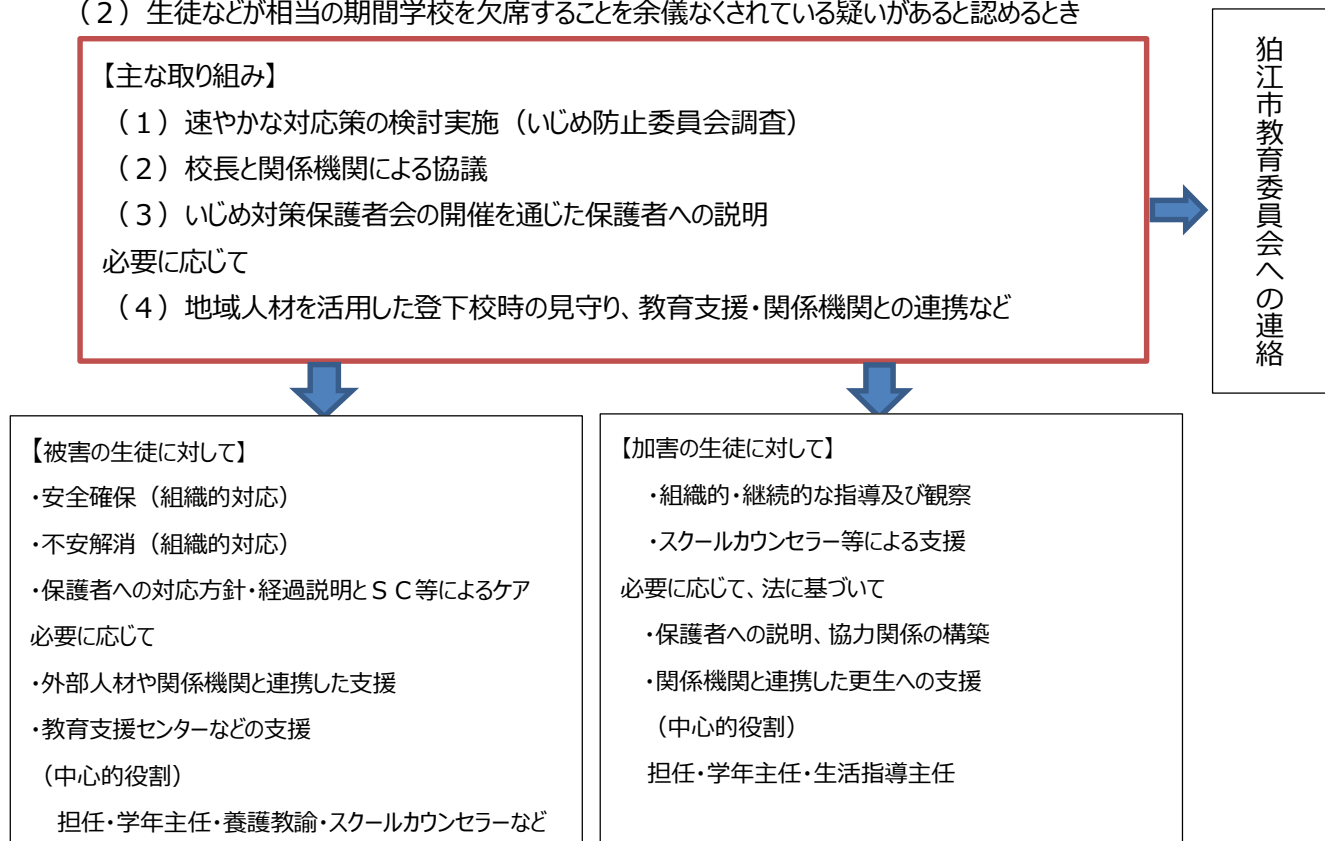 （２）生徒などが相当の期間学校を欠席することを余儀なくされている疑いがあると認めるとき
【主な取り組み】
（１）速やかな対応策の検討実施（いじめ防止委員会調査）
（２）校長と関係機関による協議
（３）いじめ対策保護者会の開催を通じた保護者への説明
必要に応じて
（４）地域人材を活用した登下校時の見守り、教育支援・関係機関との連携など
狛江市教育委員会への連絡
【被害の生徒に対して】
・安全確保（組織的対応）
・不安解消（組織的対応）
・保護者への対応方針・経過説明とＳＣ等によるケア
必要に応じて
・外部人材や関係機関と連携した支援
・教育支援センターなどの支援
（中心的役割）
担任・学年主任・養護教諭・スクールカウンセラーなど
【加害の生徒に対して】
・組織的・継続的な指導及び観察
・スクールカウンセラー等による支援
必要に応じて、法に基づいて
・保護者への説明、協力関係の構築
・関係機関と連携した更生への支援
（中心的役割）
担任・学年主任・生活指導主任